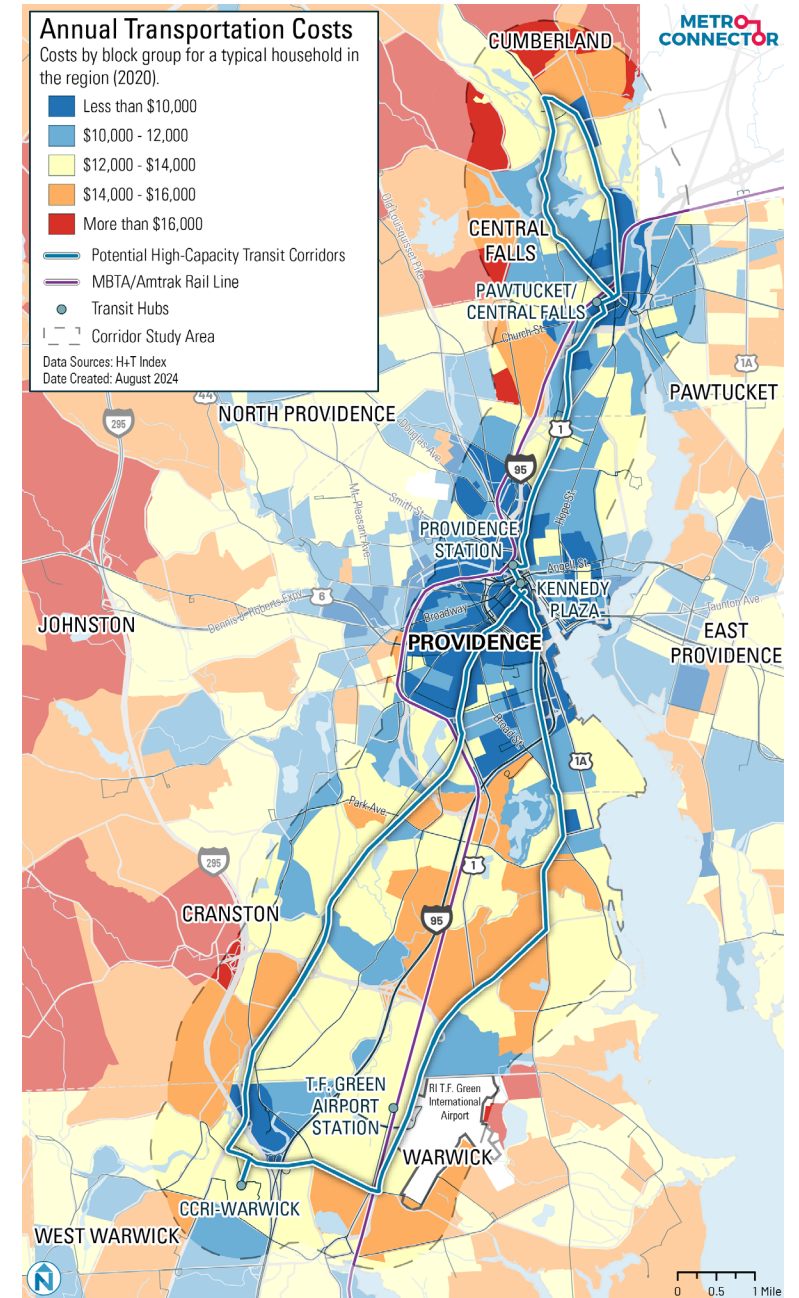 Annual Transportation Costs
Costs by block group for a typical household in
the region (2020).
Less than $10,000
$10,000 - 12,000
$12,000 - $14,000
$14,000 - $16,000
More than $16,000
Potential High-Capacity Transit Corridors
MBTA/Amtrak Rail Line
Transit Hubs
Corridor Study Area
Data Sources: H+T Index
Date Created: August 2024
METRO
CONNECTOR
CUMBERLAND
Old Louisquisset Pike
CENTRAL
FALLS
PAWTUCKET/
CENTRAL FALLS
Church St.
1A
PAWTUCKET
44
295
NORTH PROVIDENCE
Douglas Ave.
1
95
Mt. Pleasant Ave.
Smith St.
Hope St.
PROVIDENCE
STATION
Angell St.
KENNEDY
PLAZA
6
Dennis J. Roberts Expy.
Broadway
Taunton Ave.
JOHNSTON
PROVIDENCE
EAST
PROVIDENCE
Broad St.
1A
Park Ave.
295
1
CRANSTON
95
T.F. GREEN
AIRPORT
STATION
RI T.F. Green
International
Airport
WARWICK
CCRI-WARWICK
WEST WARWICK
N
0 0.5 1 Mile